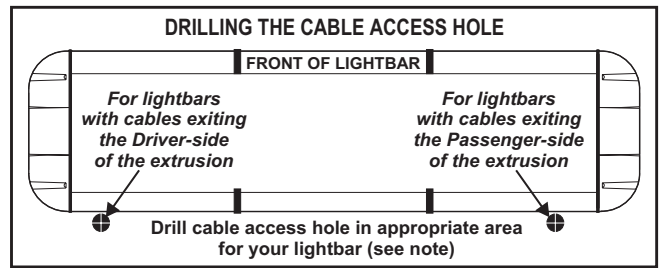 DRILLING THE CABLE ACCESS HOLE
FRONT OF LIGHTBAR
For lightbars
with cables exiting
the Driver-side
of the extrusion
For lightbars
with cables exiting
the Passenger-side
of the extrusion
Drill cable access hole in appropriate area
for your lightbar (see note)